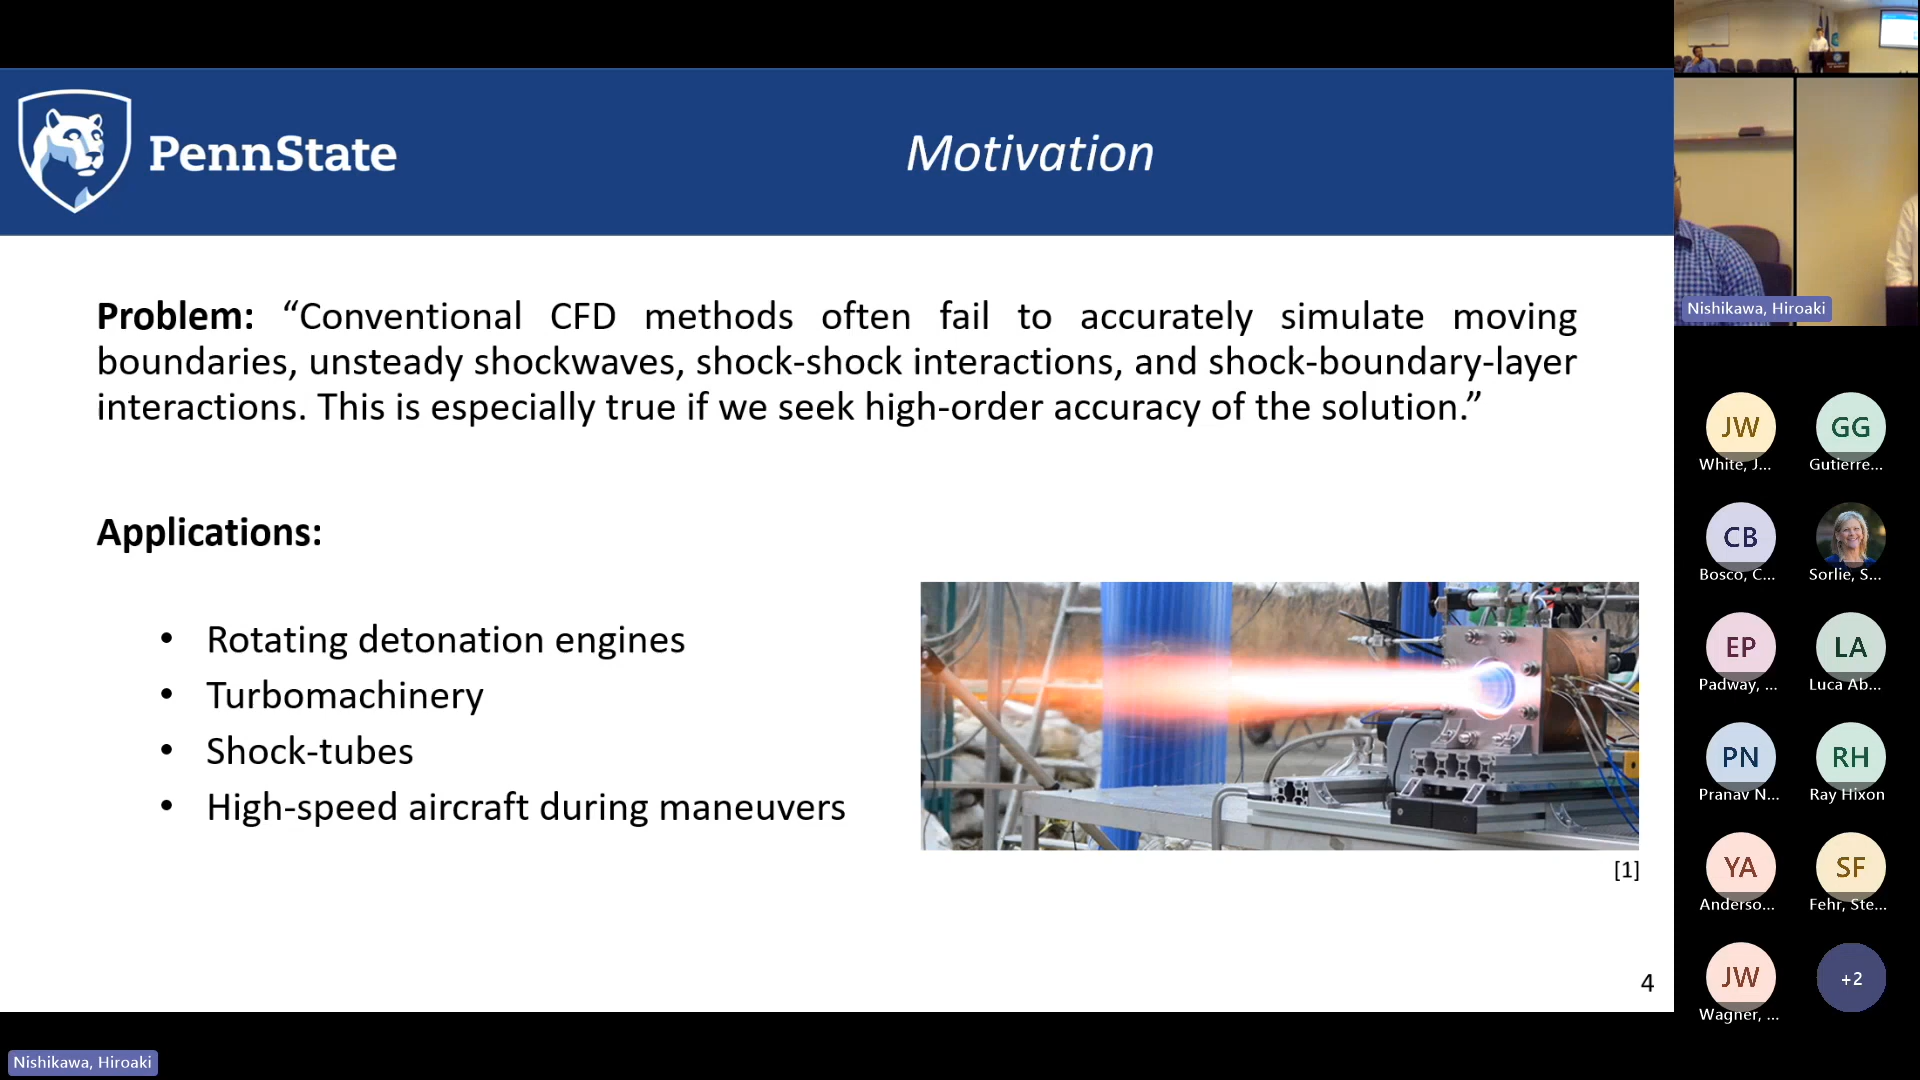 PennState
Motivation
Problem: “Conventional CFD methods often fail to accurately simulate moving
boundaries, unsteady shockwaves, shock-shock interactions, and shock-boundary-layer
interactions. This is especially true if we seek high-order accuracy of the solution.”
Applications:
• Rotating detonation engines
• Turbomachinery
• Shock-tubes
• High-speed aircraft during maneuvers
[1]
4
Nishikawa, Hiroaki
Nishikawa, Hiroaki
JW
GG
White, J...
Gutierre...
CB
Bosco, C...
Sorlie, S...
EP
LA
Padway, ...
Luca Ab...
PN
RH
Pranav N...
Ray Hixon
YA
SF
Anderso...
Fehr, Ste...
JW
+2
Wagner, ...